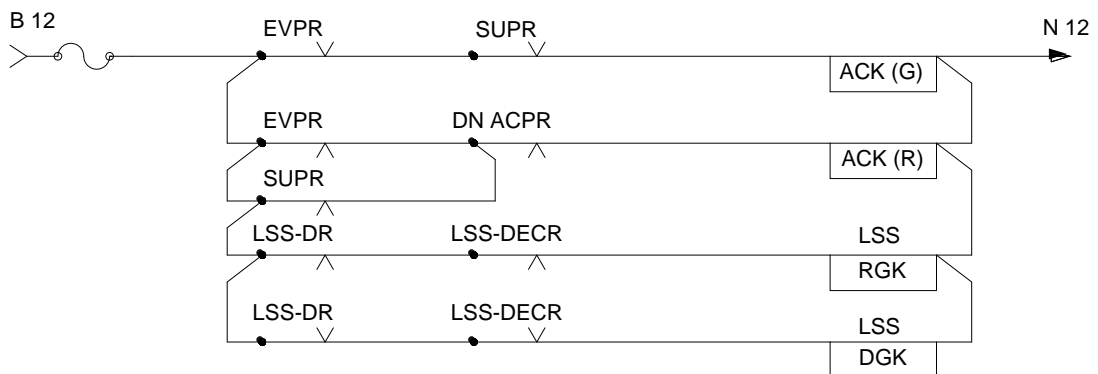 B 12
EVPR SUPR N 12
ACK (G)
EVPR DN ACPR
ACK (R)
SUPR
LSS-DR LSS-DECR LSS
RGK
LSS-DR LSS-DECR LSS
DGK